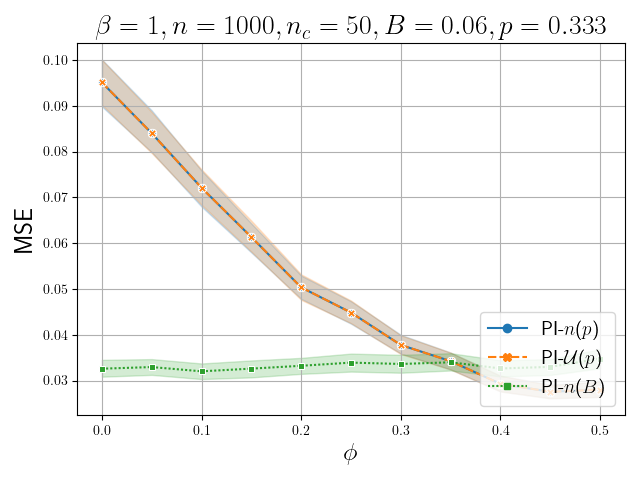 β = 1, n = 1000, n_c = 50, B = 0.06, p = 0.333
MSE
0.10
0.09
0.08
0.07
0.06
0.05
0.04
0.03
PI-n(p)
PI-𝒰(p)
PI-n(B)
0.0 0.1 0.2 0.3 0.4 0.5
ϕ